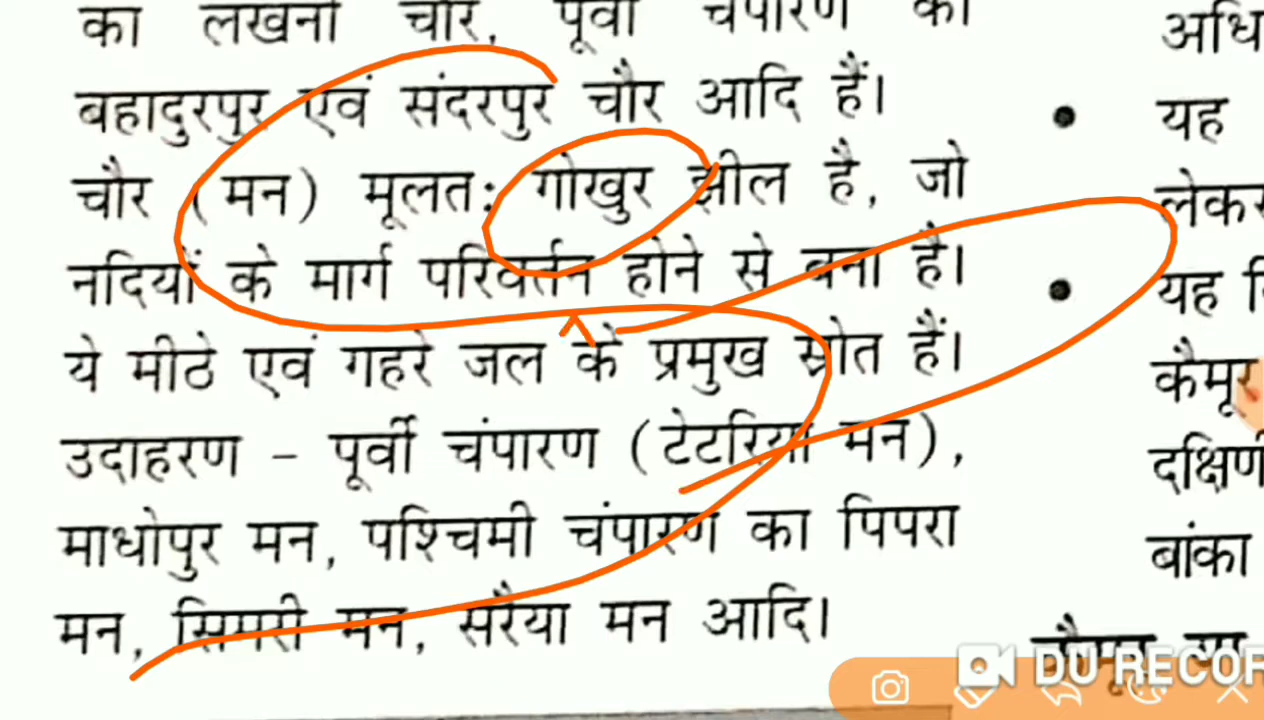 का लखनी चौर, पूर्वी चंपारण का
बहादुरपुर एवं संदरपुर चौर आदि हैं।
चौर (मन) मूलतः गोखुर झील है, जो
नदियों के मार्ग परिवर्तन होने से बना है।
ये मीठे एवं गहरे जल के प्रमुख स्रोत हैं।
उदाहरण – पूर्वी चंपारण (टेटरिया मन),
माधोपुर मन, पश्चिमी चंपारण का पिपरा
मन, सिमरी मन, सरैया मन आदि।
अधि
• यह
लेकर
• यह
कैमूर
दक्षिणी
बांका
DU RECOR